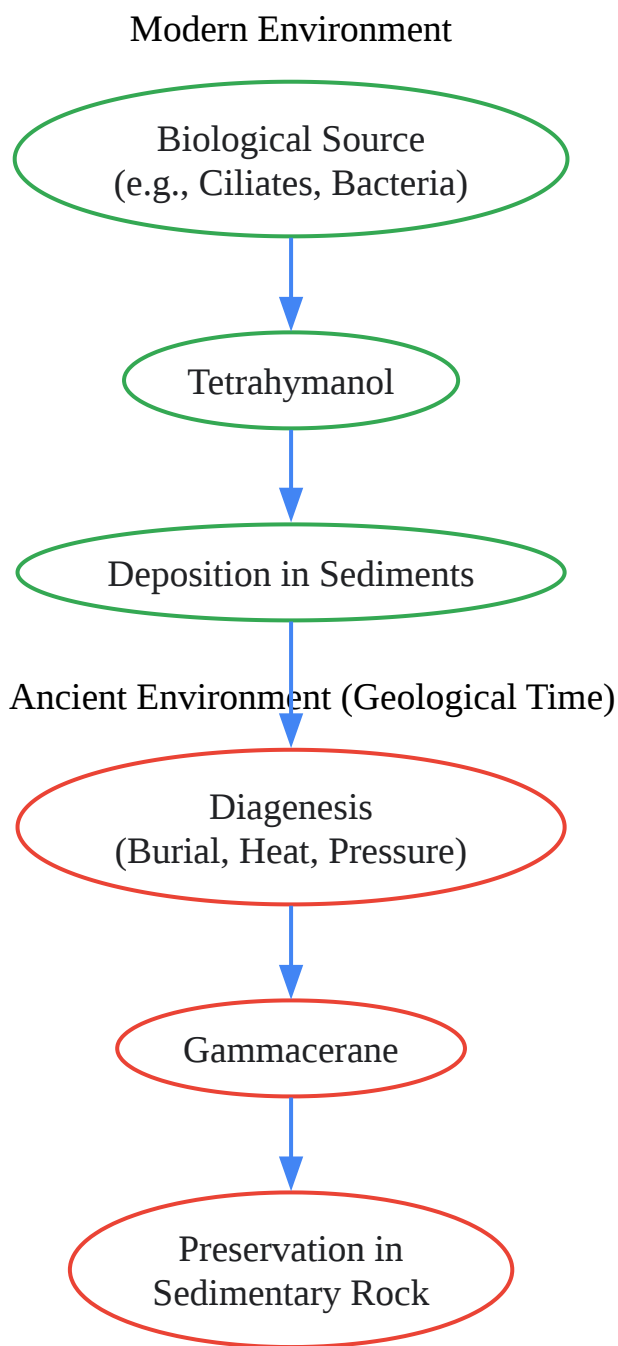 Modern Environment
Biological Source
(e.g., Ciliates, Bacteria)
Tetrahymanol
Deposition in Sediments
Ancient Environment (Geological Time)
Diagenesis
(Burial, Heat, Pressure)
Gammacerane
Preservation in
Sedimentary Rock